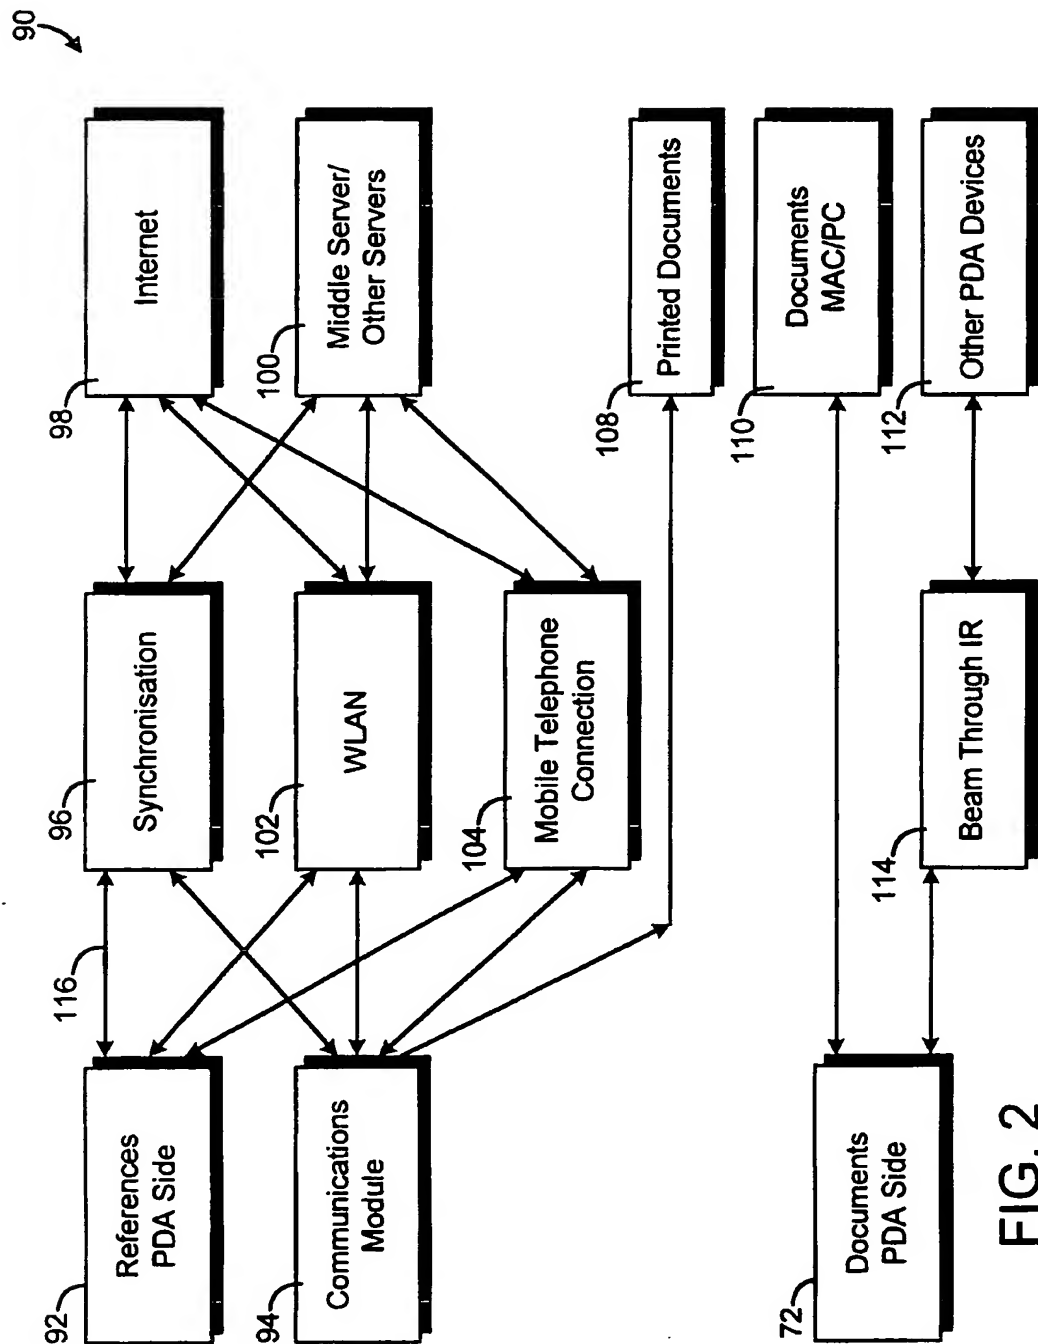 90
92
References
PDA Side
116
96
Synchronisation
98
Internet
94
Communications
Module
102
WLAN
100
Middle Server/
Other Servers
104
Mobile Telephone
Connection
108
Printed Documents
110
Documents
MAC/PC
72
Documents
PDA Side
114
Beam Through IR
112
Other PDA Devices
FIG. 2